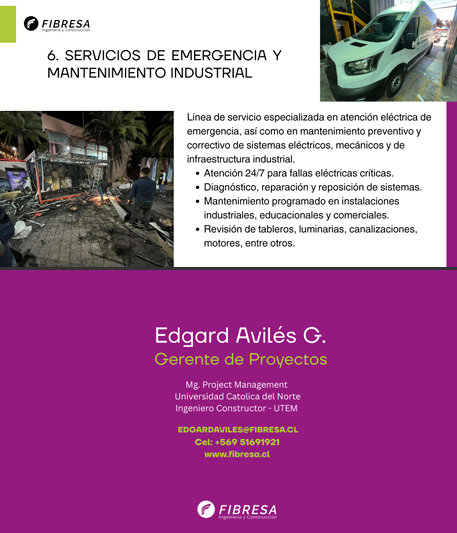 FIBRESA
Ingeniería y Construcción
6. SERVICIOS DE EMERGENCIA Y
MANTENIMIENTO INDUSTRIAL
Línea de servicio especializada en atención eléctrica de
emergencia, así como en mantenimiento preventivo y
correctivo de sistemas eléctricos, mecánicos y de
infraestructura industrial.
• Atención 24/7 para fallas eléctricas críticas.
• Diagnóstico, reparación y reposición de sistemas.
• Mantenimiento programado en instalaciones
industriales, educacionales y comerciales.
• Revisión de tableros, luminarias, canalizaciones,
motores, entre otros.
Edgard Avilés G.
Gerente de Proyectos
Mg. Project Management
Universidad Catolica del Norte
Ingeniero Constructor - UTEM
EDGARDAVILES@FIBRESA.CL
Cel: +569 51691921
www.fibresa.cl
FIBRESA
Ingeniería y Construcción